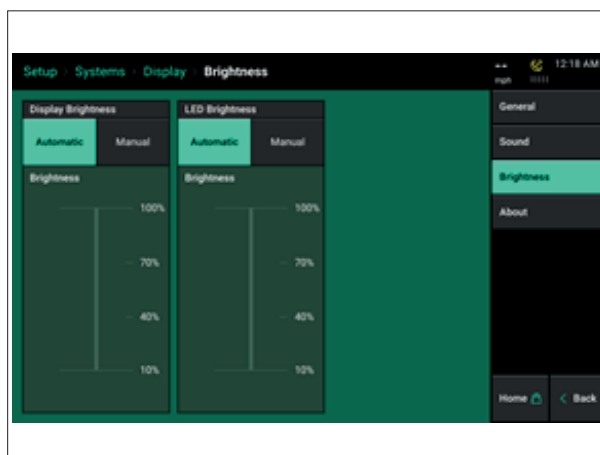 Setup > Systems > Display > Brightness
-- mph
12:18 AM
Display Brightness
Automatic Manual
Brightness
100%
70%
40%
10%
LED Brightness
Automatic Manual
Brightness
100%
70%
40%
10%
General
Sound
Brightness
About
Home < Back